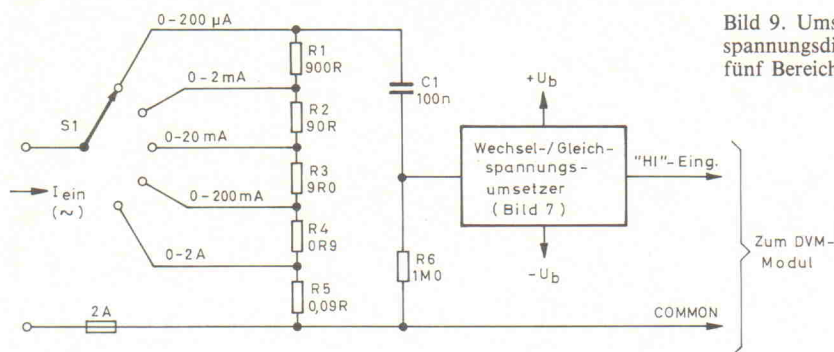 Bild 9. Ums
spannungsdi
fünf Bereich
0-200 µA
R1
900R
C1
100n
+Ub
0-2mA
R2
90R
S1
0-20mA
Wechsel-/Gleich-
spannungs-
umsetzer
(Bild 7)
"HI"-Eing.
Iein
(~)
R3
9R0
0-200mA
R4
0R9
R6
1M0
-Ub
Zum DVM-
Modul
0-2A
R5
0,09R
2A
COMMON